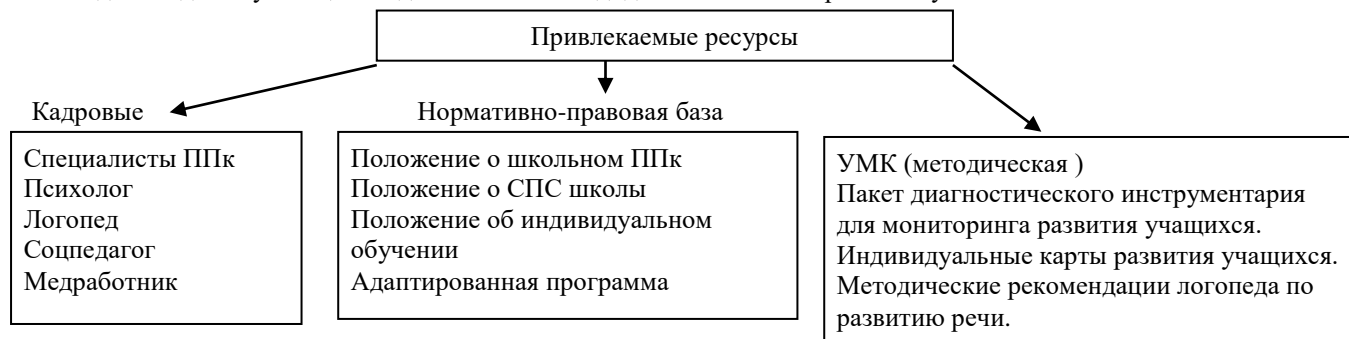 Привлекаемые ресурсы
Кадровые
Нормативно-правовая база
Специалисты ППк
Психолог
Логопед
Соцпедагог
Медработник
Положение о школьном ППк
Положение о СПС школы
Положение об индивидуальном
обучении
Адаптированная программа
УМК (методическая )
Пакет диагностического инструментария
для мониторинга развития учащихся.
Индивидуальные карты развития учащихся.
Методические рекомендации логопеда по
развитию речи.